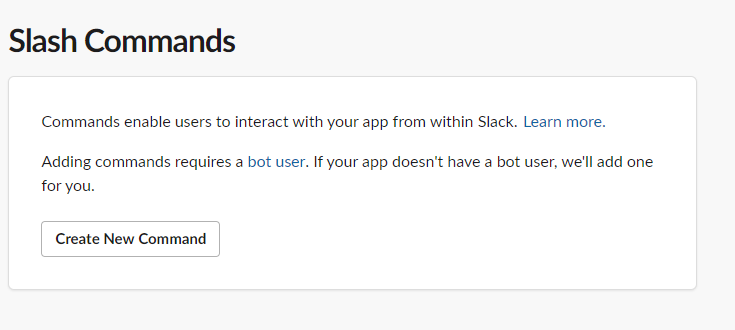 Slash Commands
Commands enable users to interact with your app from within Slack. Learn more.
Adding commands requires a bot user. If your app doesn't have a bot user, we'll add one
for you.
Create New Command